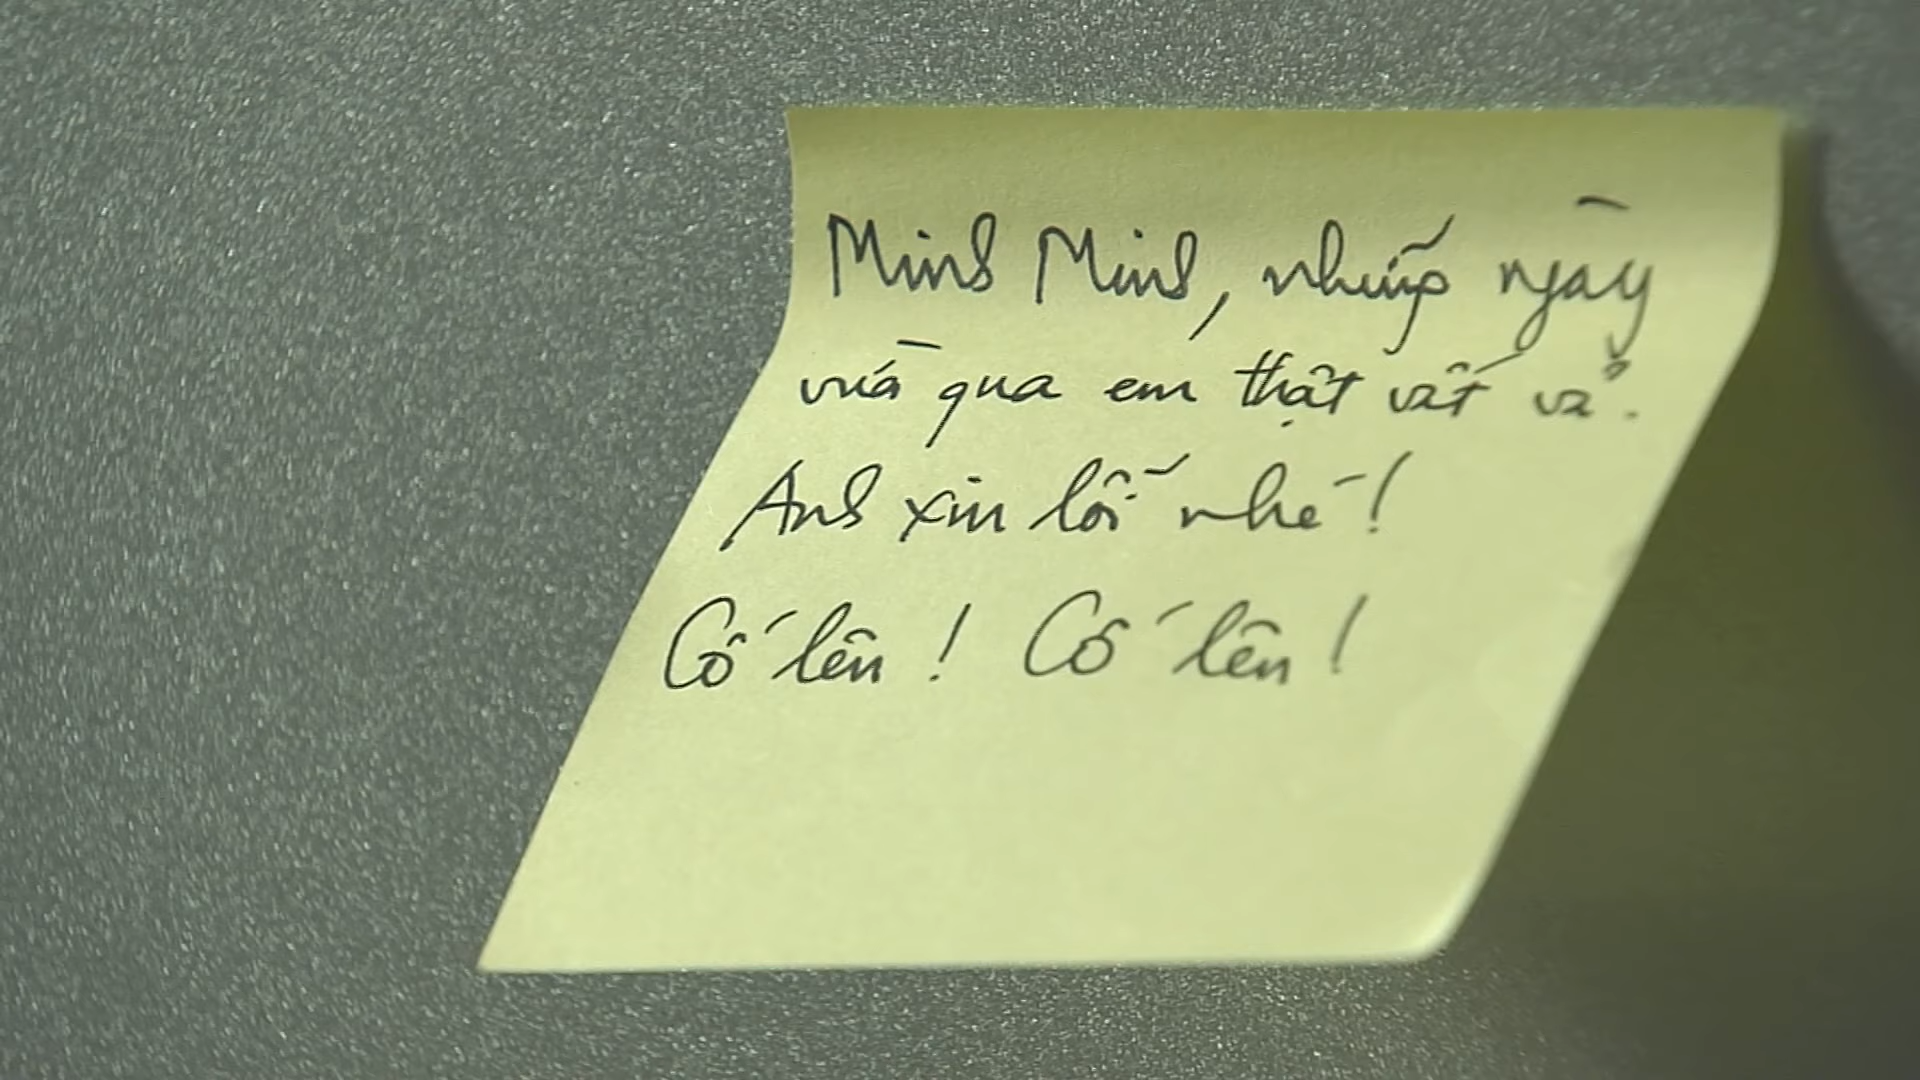 Minh Minh, những ngày
vừa qua em thật vất vả.
Anh xin lỗi nhé!
Cố lên! Cố lên!